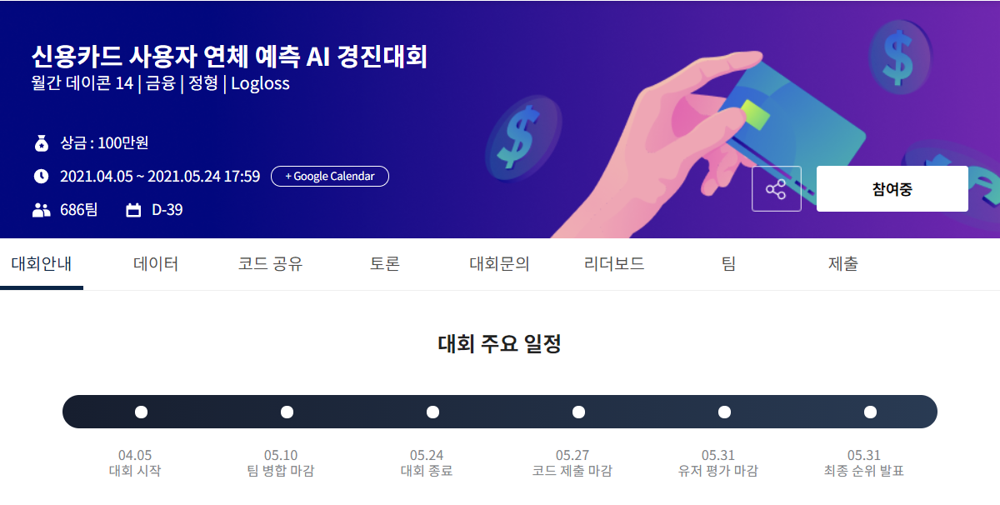 신용카드 사용자 연체 예측 AI 경진대회
월간 데이콘 14 | 금융 | 정형 | Logloss
상금 : 100만원
2021.04.05 ~ 2021.05.24 17:59 + Google Calendar
686팀 D-39
참여중
대회안내 데이터 코드 공유 토론 대회문의 리더보드 팀 제출
대회 주요 일정
04.05 05.10 05.24 05.27 05.31 05.31
대회 시작 팀 병합 마감 대회 종료 코드 제출 마감 유저 평가 마감 최종 순위 발표